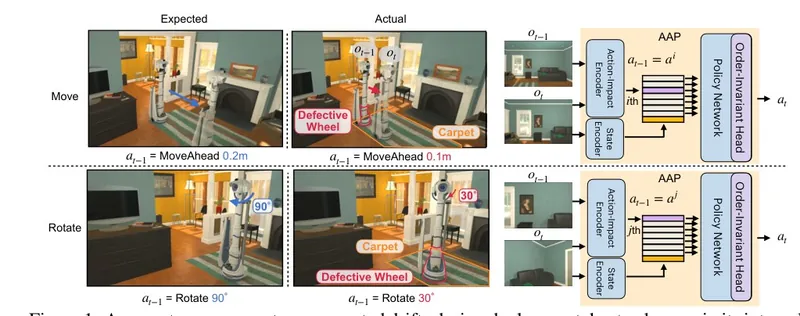 Expected
Actual
Move
Rotate
o_{t−1}
o_t
Defective
Wheel
Carpet
a_{t−1} = MoveAhead 0.2m
a_{t−1} = MoveAhead 0.1m
90°
30°
Carpet
Defective Wheel
a_{t−1} = Rotate 90°
a_{t−1} = Rotate 30°
o_{t−1}
o_t
AAP
Action-Impact
Encoder
State
Encoder
a_{t−1} = a^i
ith
Policy Network
Order-Invariant Head
a_t
o_{t−1}
o_t
AAP
Action-Impact
Encoder
State
Encoder
a_{t−1} = a^j
jth
Policy Network
Order-Invariant Head
a_t